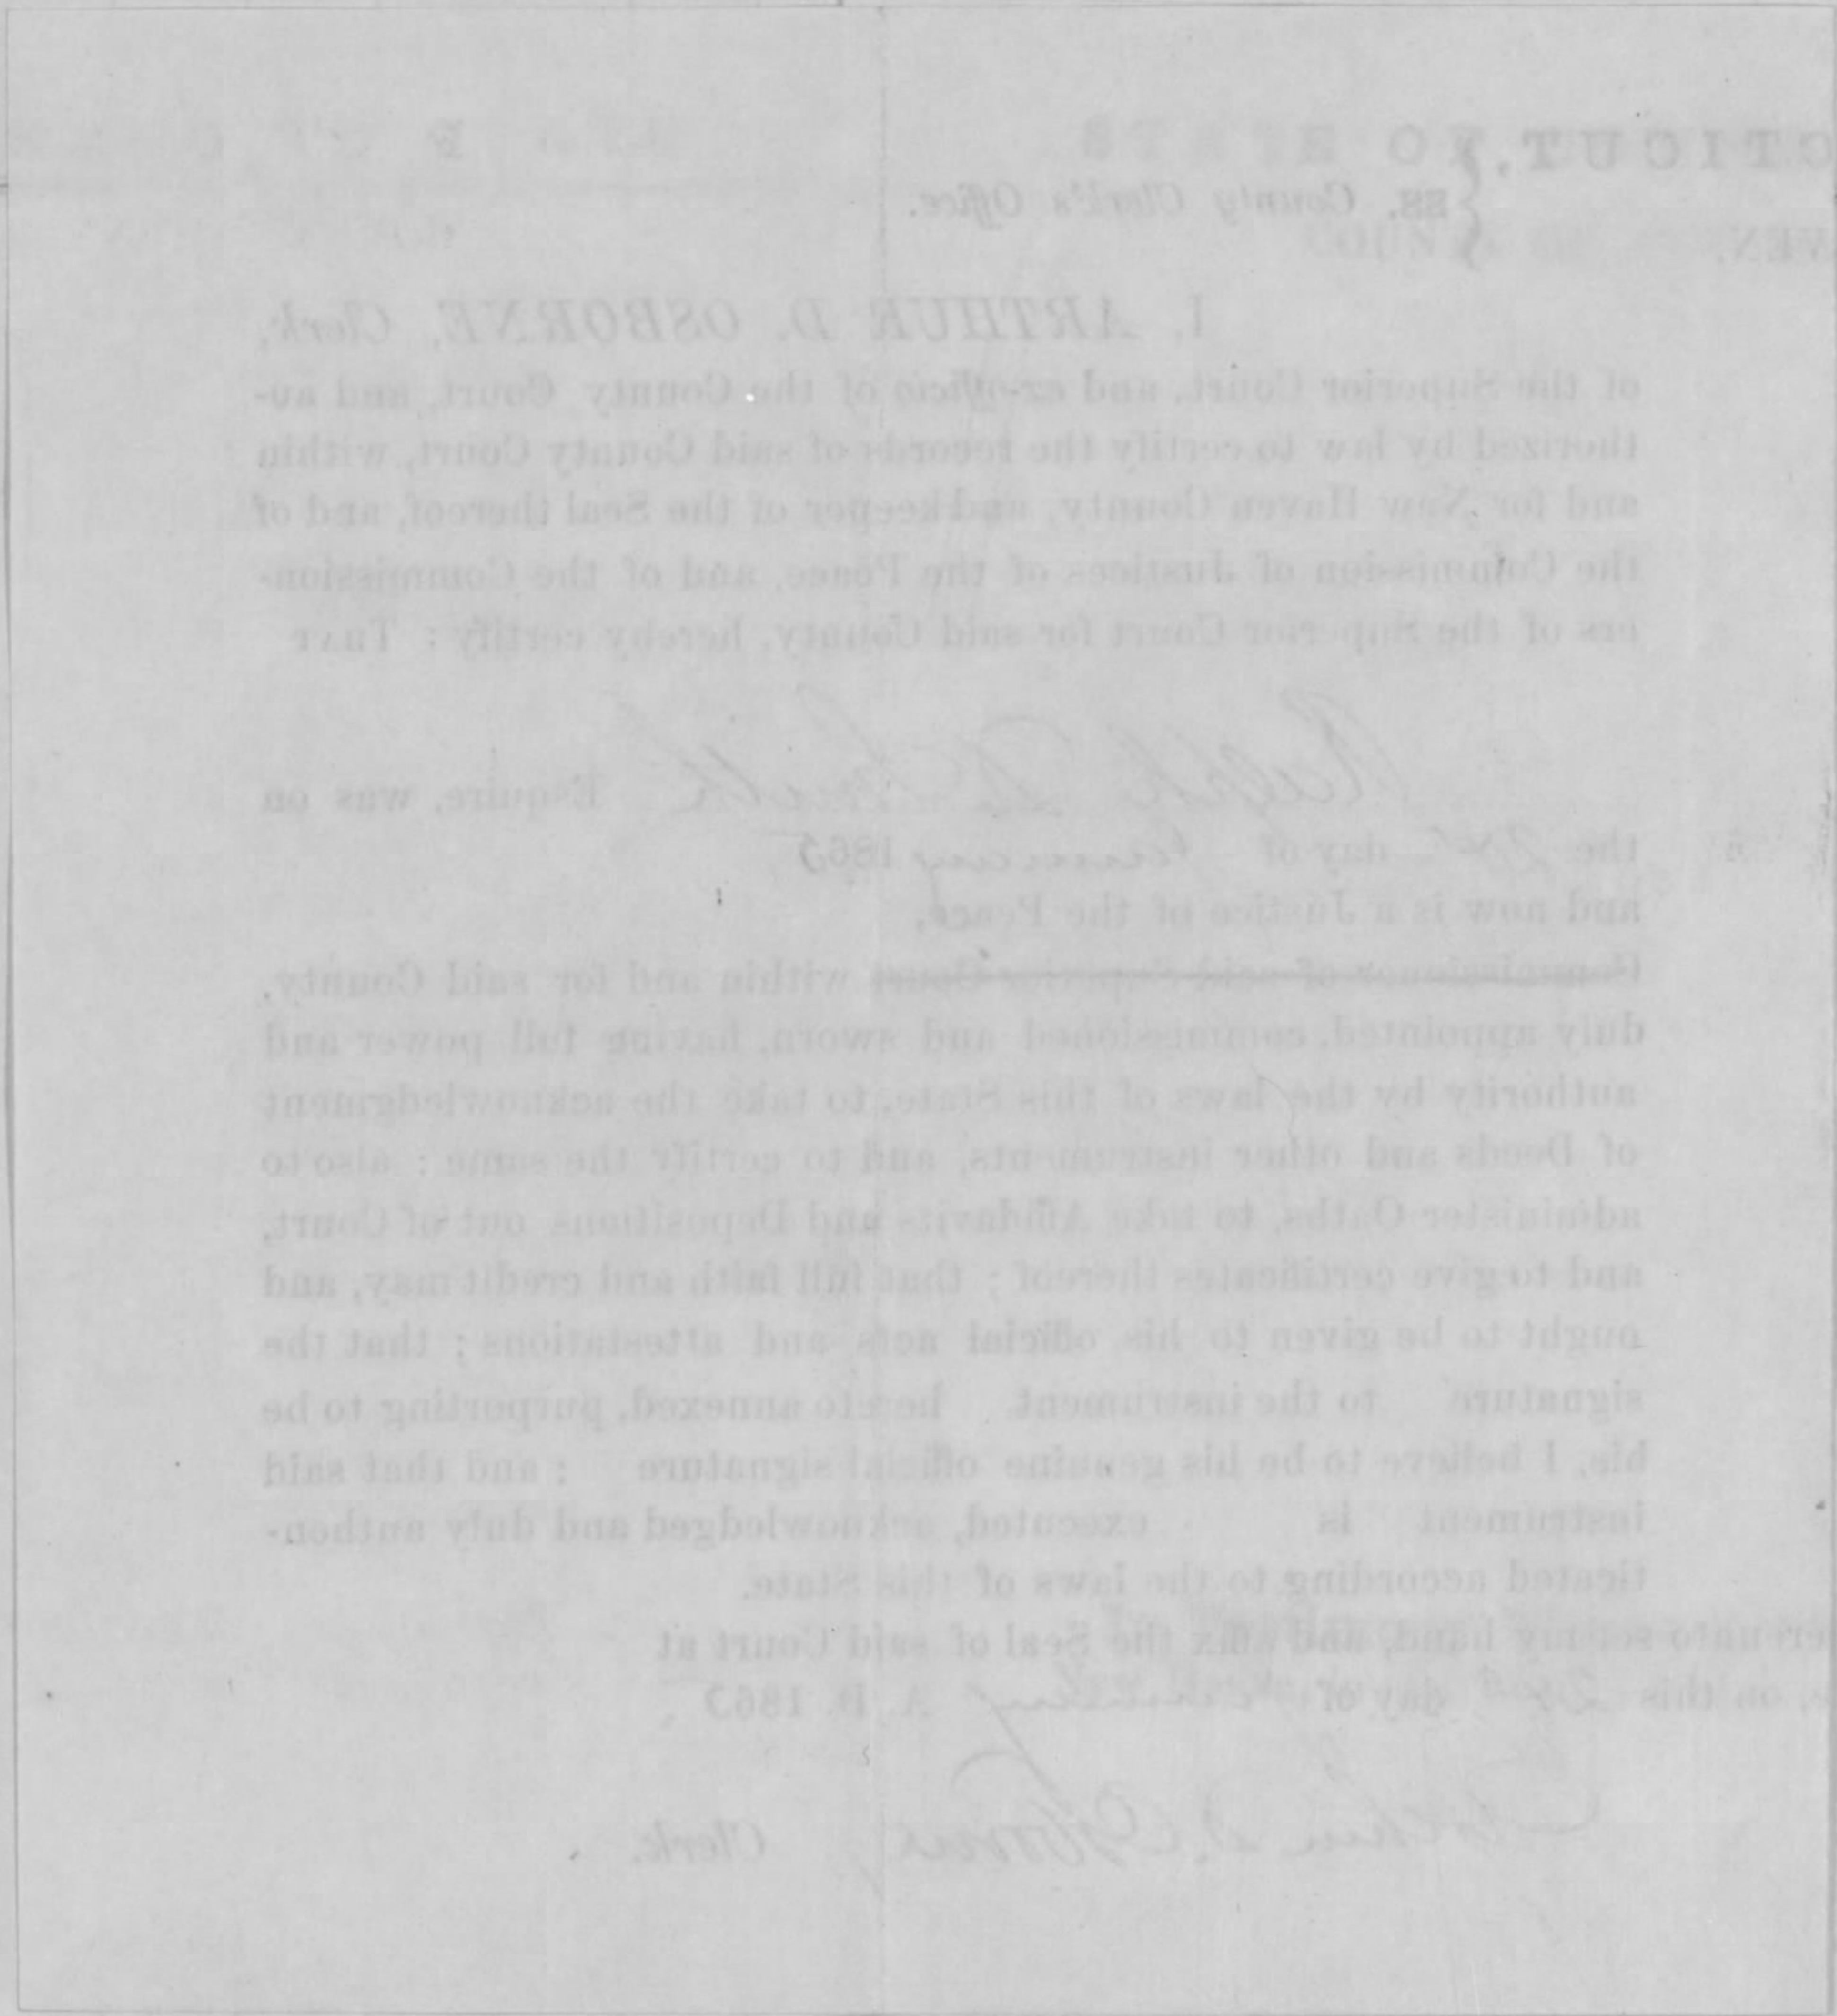 STATE OF
CTICUT,
SS. County Clerk's Office.
COUN
VEN.
I, ARTHUR D. OSBORNE, Clerk,
of the Superior Court, and ex-officio of the County Court, and au-
thorized by law to certify the records of said County Court, within
and for New Haven County, and keeper of the Seal thereof, and of
the Commission of Justices of the Peace, and of the Commission-
ers of the Superior Court for said County, hereby certify: THAT
Ralph D. Smith Esquire, was on
the day of January 1865
and now is a Justice of the Peace,
Commissioner of said Superior Court within and for said County,
duly appointed, commissioned and sworn, having full power and
authority by the laws of this State, to take the acknowledgment
of Deeds and other instruments, and to certify the same; also to
administer Oaths, to take Affidavits and Depositions out of Court,
and to give certificates thereof; that full faith and credit may, and
ought to be given to his official acts and attestations; that the
signature to the instrument hereto annexed, purporting to be
his, I believe to be his genuine official signature ; and that said
instrument is executed, acknowledged and duly authen-
ticated according to the laws of this State.
ereunto set my hand, and affix the Seal of said Court at
, on this day of January A. D. 1865
Arthur D. Osborne, Clerk.